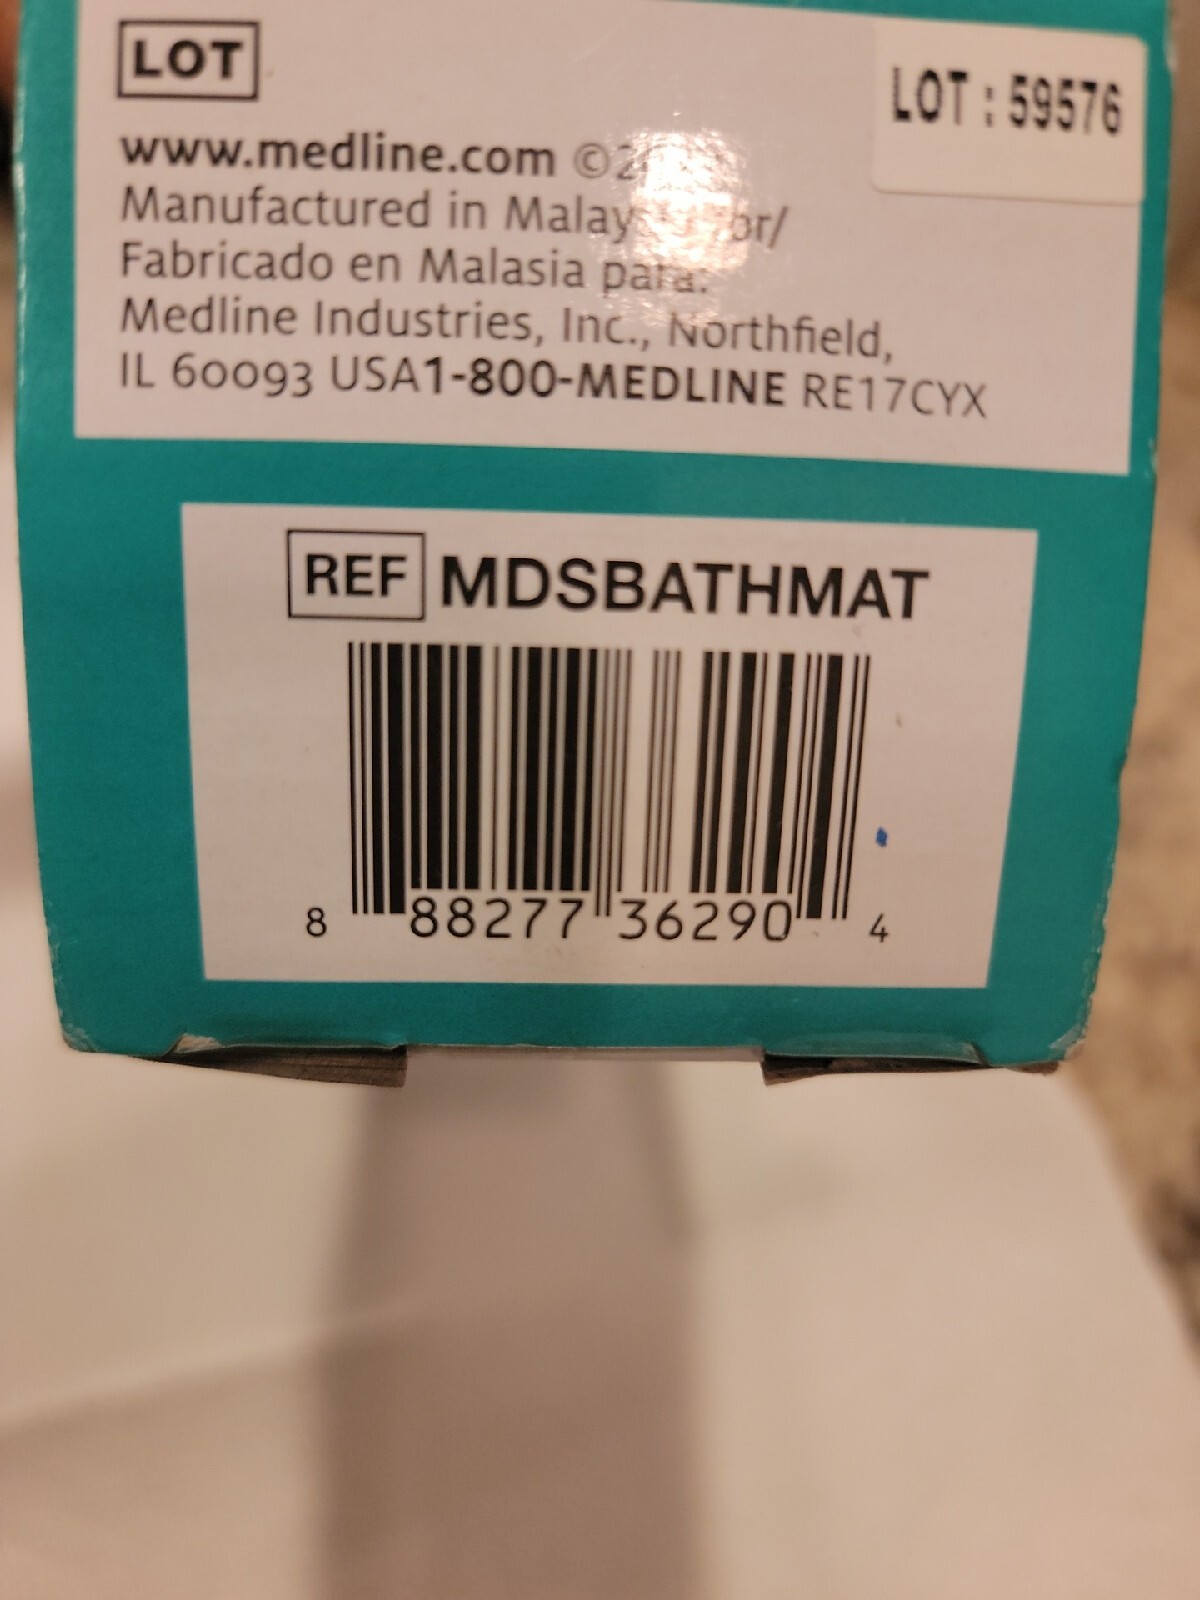 LOT
LOT : 59576
www.medline.com ©
Manufactured in
Fabricado en Malasia para:
Medline Industries, Inc., Northfield,
IL 60093 USA1-800-MEDLINE RE17CYX
REF MDSBATHMAT
8 88277 36290 4